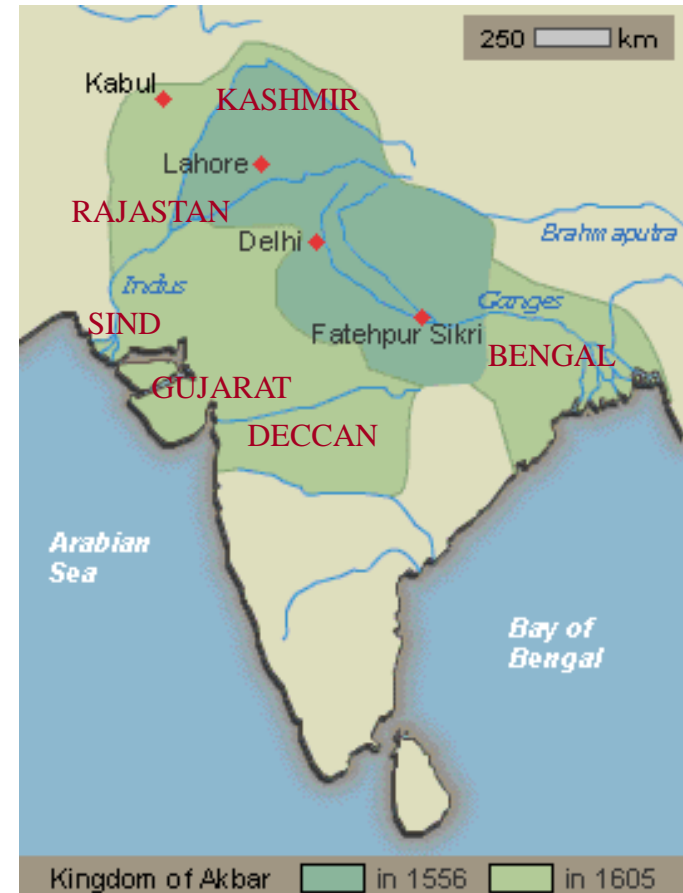 250 km
Kabul
KASHMIR
Lahore
RAJASTAN
Delhi
Brahmaputra
Indus
Ganges
SIND
Fatehpur Sikri
BENGAL
GUJARAT
DECCAN
Arabian
Sea
Bay of
Bengal
Kingdom of Akbar in 1556 in 1605